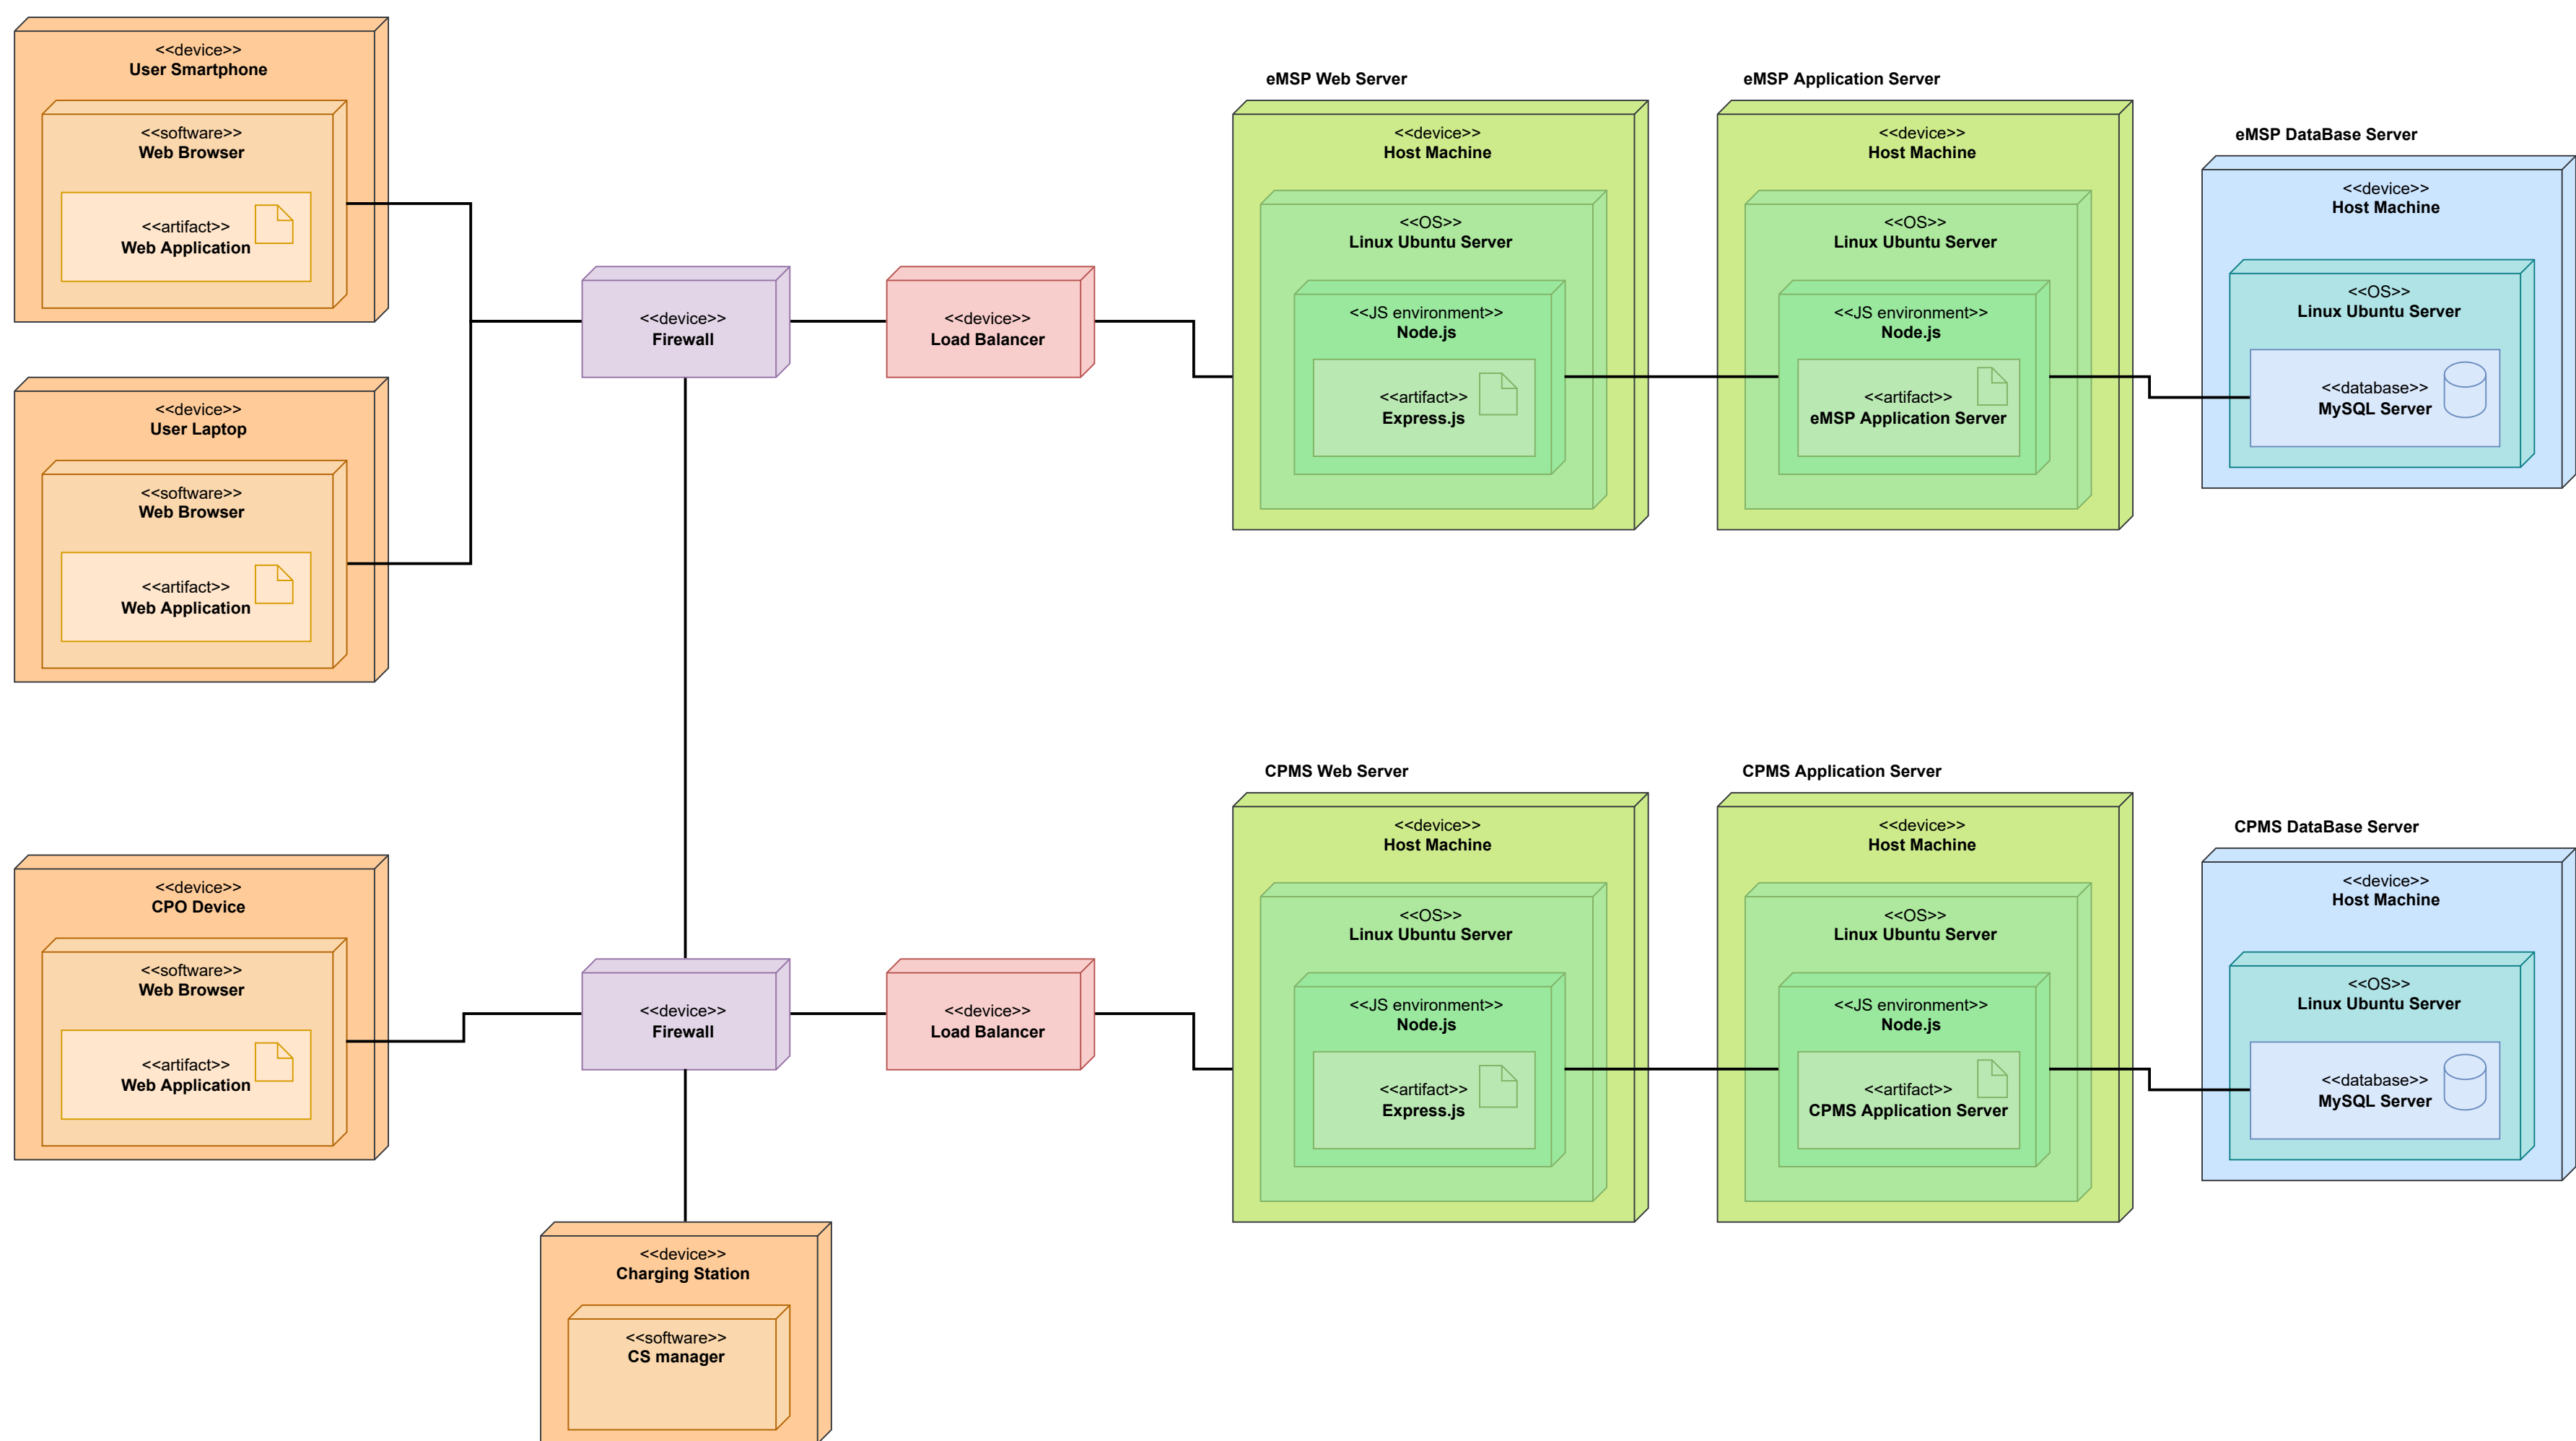 <<device>>
User Smartphone
<<software>>
Web Browser
<<artifact>>
Web Application
<<device>>
User Laptop
<<software>>
Web Browser
<<artifact>>
Web Application
<<device>>
Firewall
<<device>>
Load Balancer
eMSP Web Server
<<device>>
Host Machine
<<OS>>
Linux Ubuntu Server
<<JS environment>>
Node.js
<<artifact>>
Express.js
eMSP Application Server
<<device>>
Host Machine
<<OS>>
Linux Ubuntu Server
<<JS environment>>
Node.js
<<artifact>>
eMSP Application Server
eMSP DataBase Server
<<device>>
Host Machine
<<OS>>
Linux Ubuntu Server
<<database>>
MySQL Server
<<device>>
CPO Device
<<software>>
Web Browser
<<artifact>>
Web Application
<<device>>
Firewall
<<device>>
Load Balancer
CPMS Web Server
<<device>>
Host Machine
<<OS>>
Linux Ubuntu Server
<<JS environment>>
Node.js
<<artifact>>
Express.js
CPMS Application Server
<<device>>
Host Machine
<<OS>>
Linux Ubuntu Server
<<JS environment>>
Node.js
<<artifact>>
CPMS Application Server
CPMS DataBase Server
<<device>>
Host Machine
<<OS>>
Linux Ubuntu Server
<<database>>
MySQL Server
<<device>>
Charging Station
<<software>>
CS manager